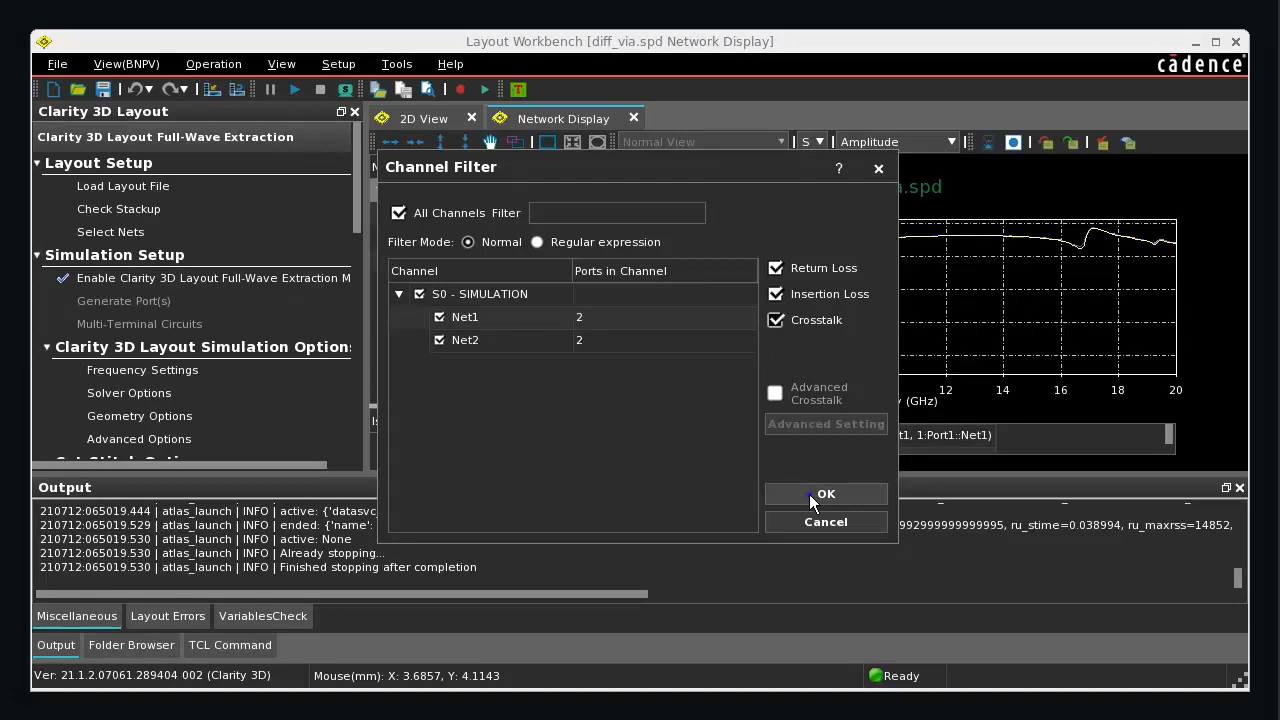 Layout Workbench [diff_via.spd Network Display]
File View(BNPV) Operation View Setup Tools Help
cādence
Clarity 3D Layout
2D View
Network Display
Clarity 3D Layout Full-Wave Extraction
Normal View
S
Amplitude
Layout Setup
Load Layout File
Check Stackup
Select Nets
Simulation Setup
Enable Clarity 3D Layout Full-Wave Extraction M
Generate Port(s)
Multi-Terminal Circuits
Clarity 3D Layout Simulation Option:
Frequency Settings
Solver Options
Geometry Options
Advanced Options
Channel Filter
?
All Channels Filter
Filter Mode: Normal Regular expression
Channel Ports in Channel
S0 - SIMULATION
Net1 2
Net2 2
Return Loss
Insertion Loss
Crosstalk
Advanced
Crosstalk
Advanced Setting
OK
Cancel
a.spd
12 14 16 18 20
y (GHz)
t1, 1:Port1::Net1)
Output
210712:065019.444 | atlas_launch | INFO | active: {'datasvc
210712:065019.529 | atlas_launch | INFO | ended: {'name': 992999999999995, ru_stime=0.038994, ru_maxrss=14852,
210712:065019.530 | atlas_launch | INFO | active: None
210712:065019.530 | atlas_launch | INFO | Already stopping...
210712:065019.530 | atlas_launch | INFO | Finished stopping after completion
Miscellaneous Layout Errors VariablesCheck
Output Folder Browser TCL Command
Ver: 21.1.2.07061.289404 002 (Clarity 3D)
Mouse(mm): X: 3.6857, Y: 4.1143
Ready